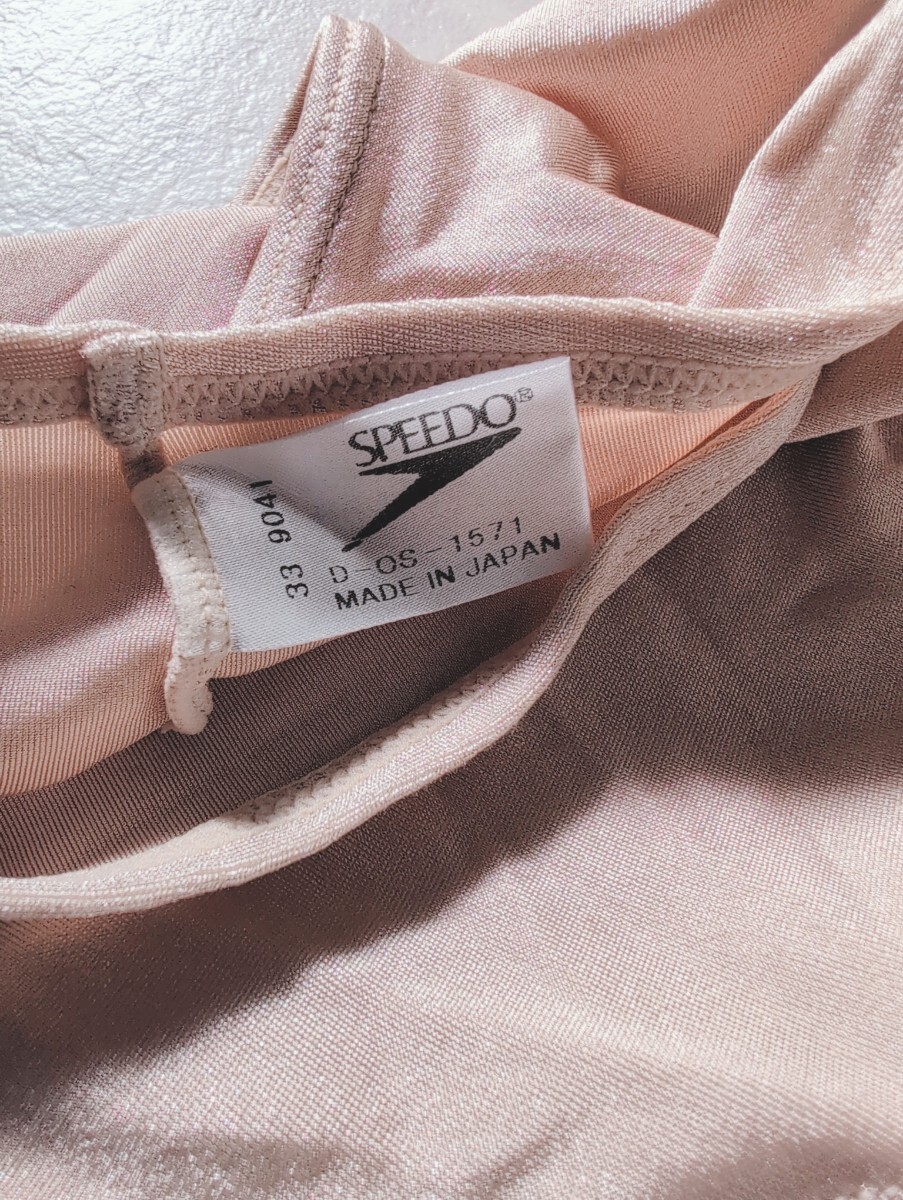 SPEEDO®
D-OS-1571
MADE IN JAPAN
33 9041